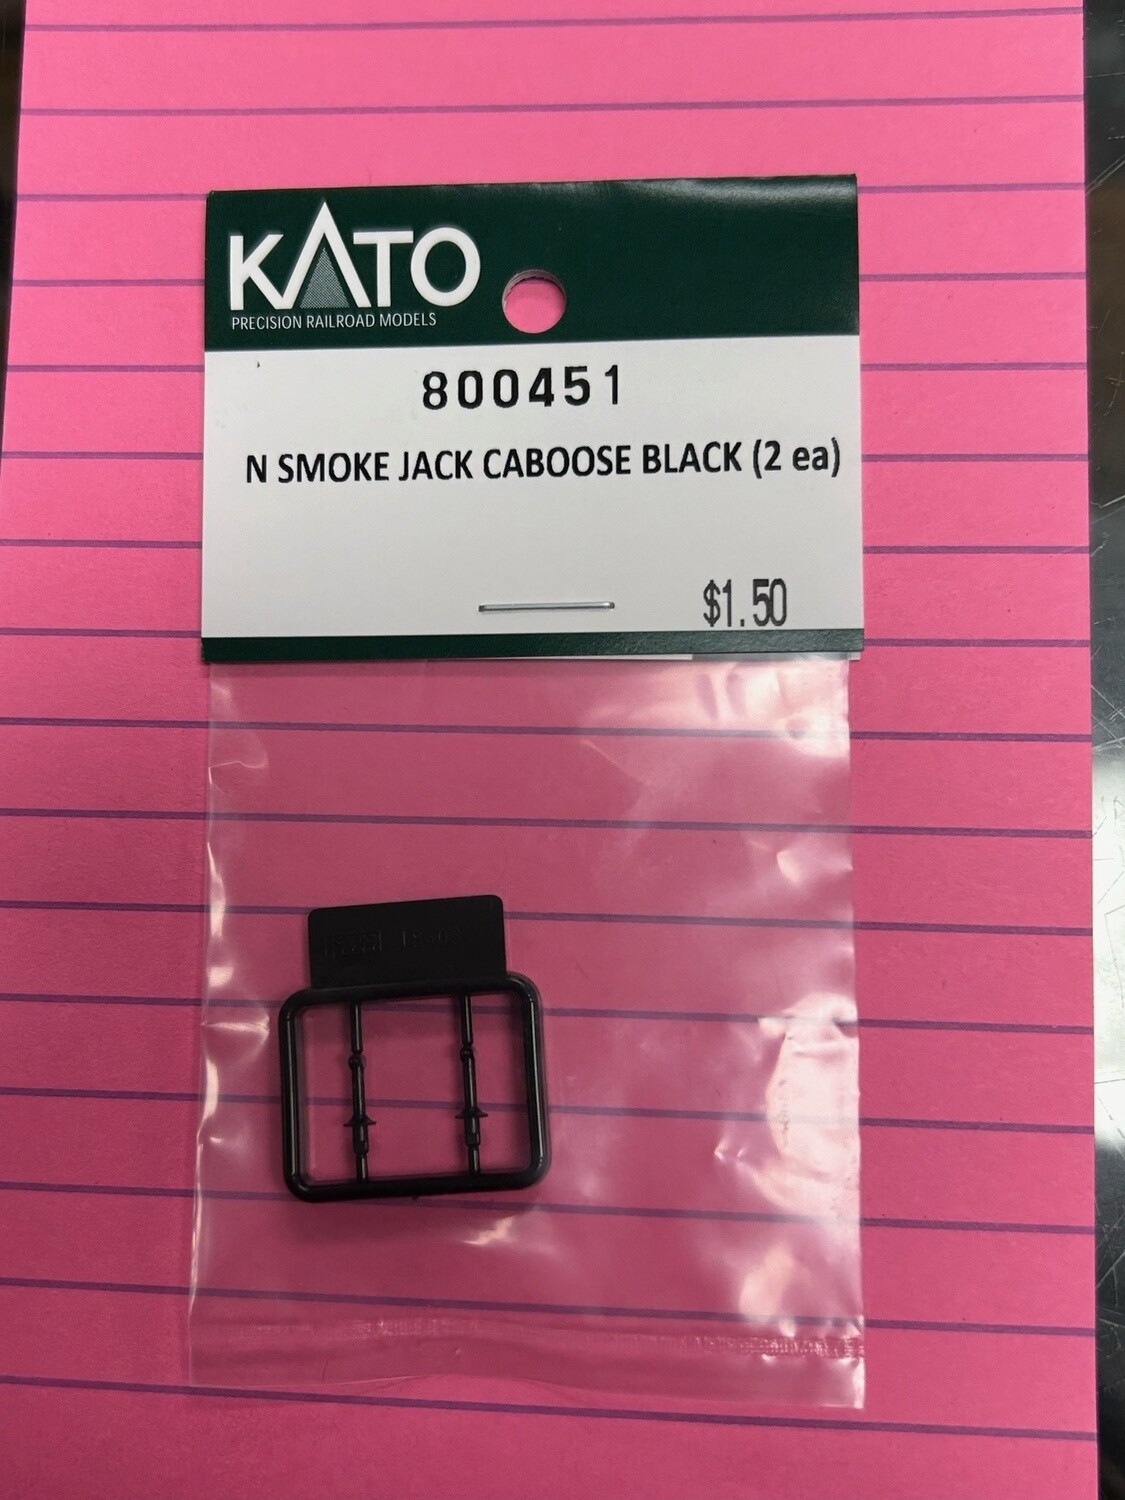 KATO
PRECISION RAILROAD MODELS
800451
N SMOKE JACK CABOOSE BLACK (2 ea)
$1.50